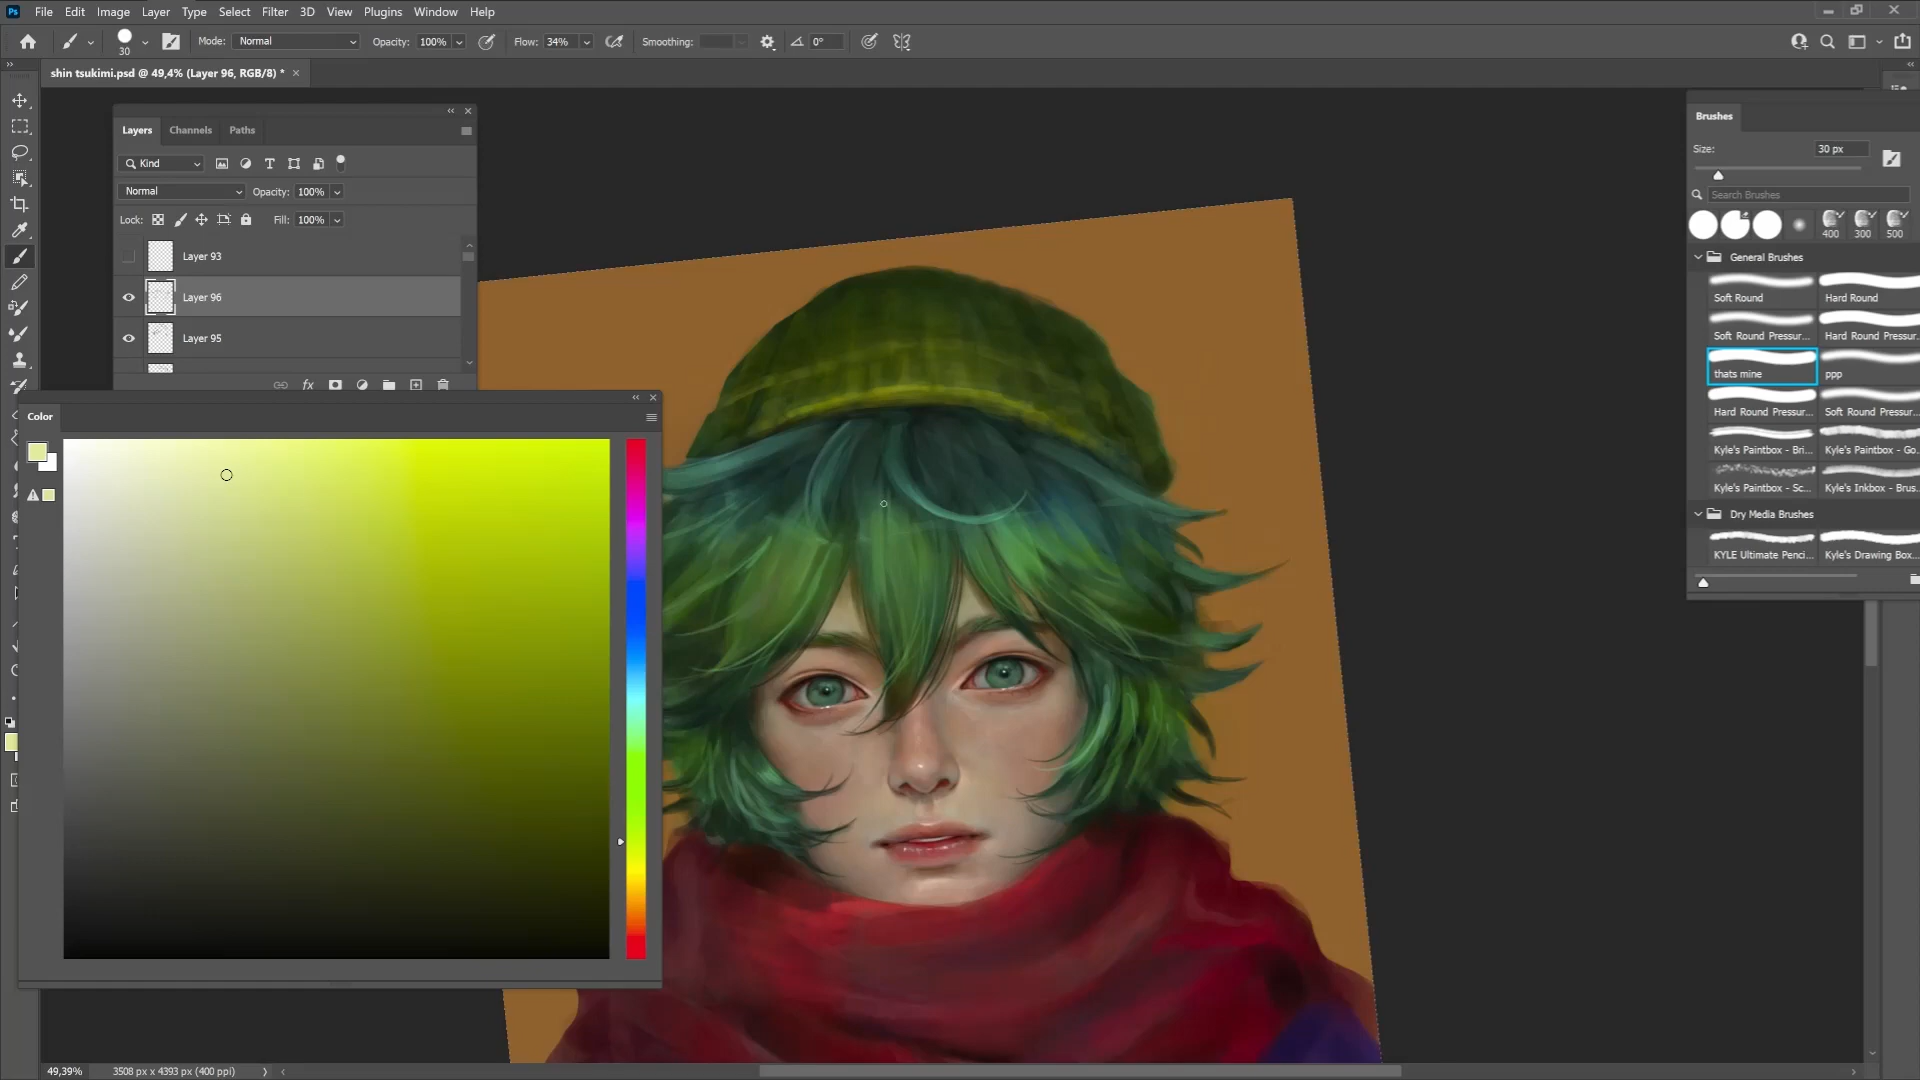 Ps File Edit Image Layer Type Select Filter 3D View Plugins Window Help
30 Mode: Normal Opacity: 100% Flow: 34% Smoothing: 0°
shin tsukimi.psd @ 49,4% (Layer 96, RGB/8) *
Layers Channels Paths
Kind
Normal Opacity: 100%
Lock: Fill: 100%
Layer 93
Layer 96
Layer 95
fx
Color
Brushes
Size: 30 px
Search Brushes
400 300 500
General Brushes
Soft Round Hard Round
Soft Round Pressur... Hard Round Pressur
thats mine ppp
Hard Round Pressur... Soft Round Pressur...
Kyle's Paintbox - Bri... Kyle's Paintbox - Go...
Kyle's Paintbox - Sc... Kyle's Inkbox - Brus...
Dry Media Brushes
KYLE Ultimate Penci... Kyle's Drawing Box...
49,39% 3508 px x 4393 px (400 ppi)